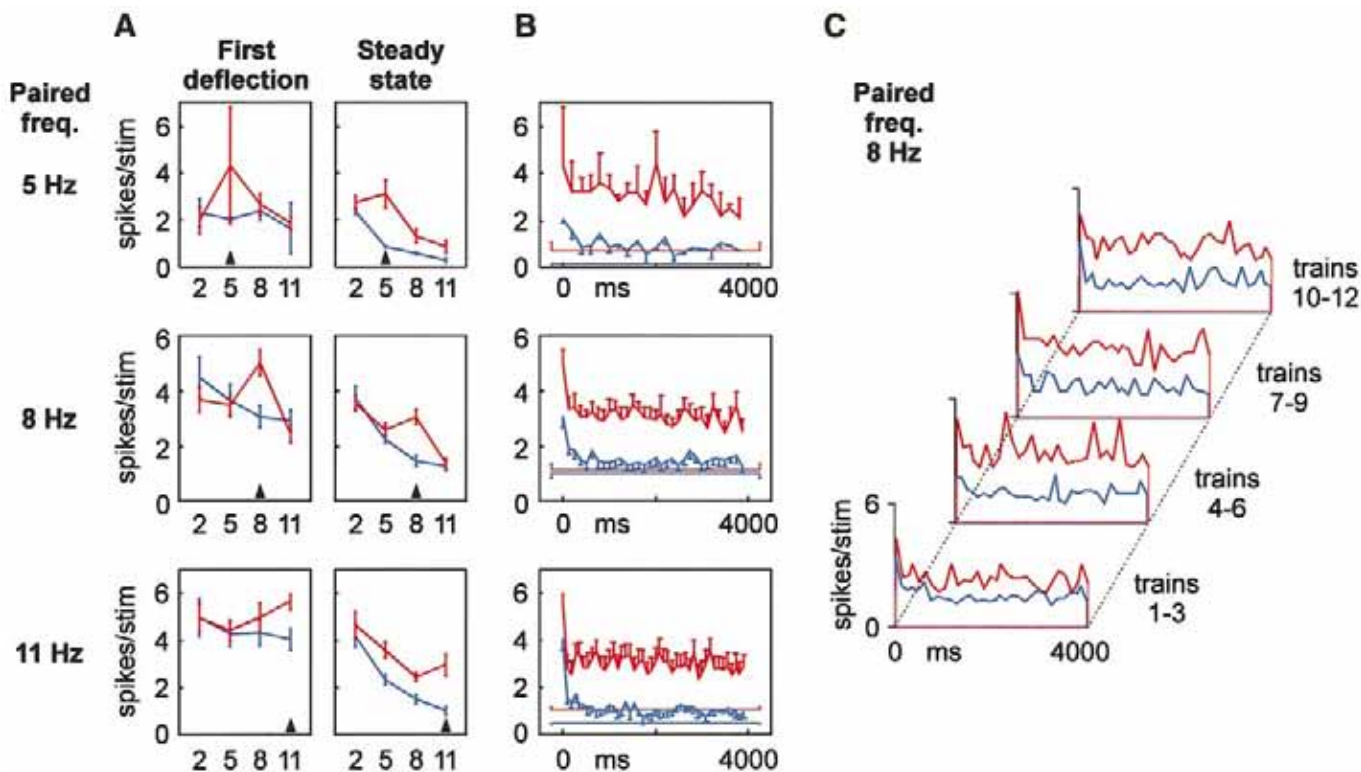 A
B
C
First
deflection
Steady
state
Paired
freq.
Paired
freq.
8 Hz
5 Hz
spikes/stim
6
4
2
0
2 5 8 11
2 5 8 11
6
4
2
0
0 ms 4000
8 Hz
spikes/stim
6
4
2
0
2 5 8 11
2 5 8 11
6
4
2
0
0 ms 4000
11 Hz
spikes/stim
6
4
2
0
2 5 8 11
2 5 8 11
6
4
2
0
0 ms 4000
trains
10-12
trains
7-9
trains
4-6
trains
1-3
spikes/stim
6
0
0 ms 4000